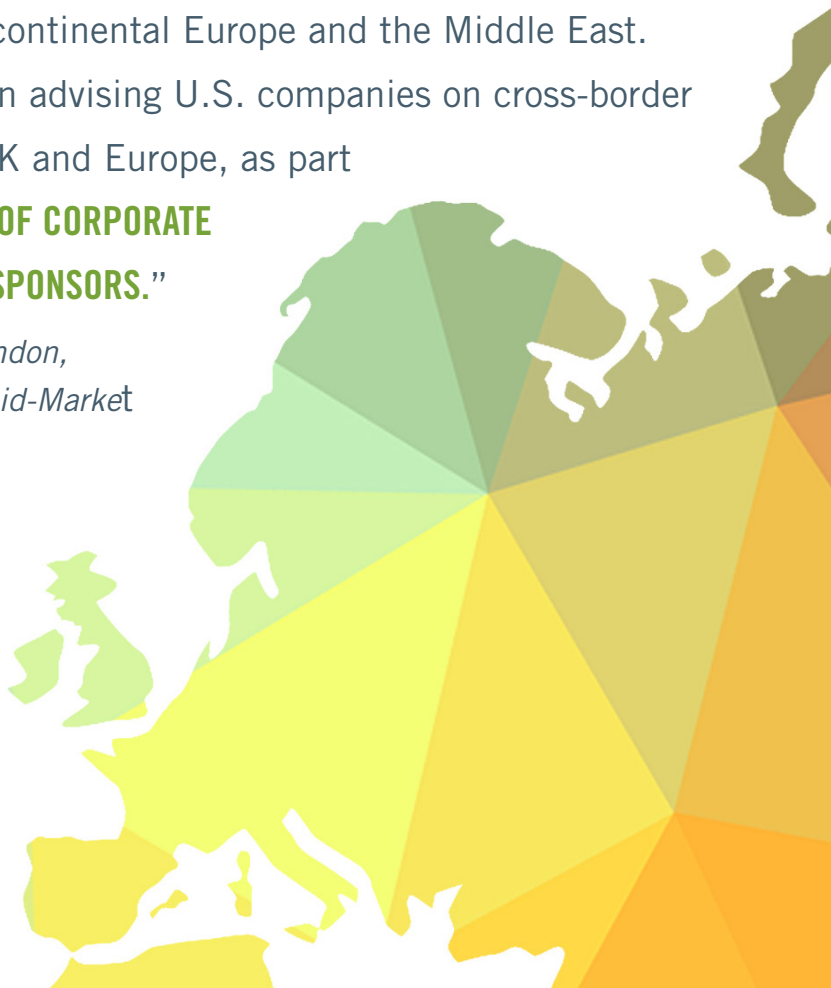 continental Europe and the Middle East.
n advising U.S. companies on cross-border
K and Europe, as part
OF CORPORATE
SPONSORS.”
ndon,
id-Market